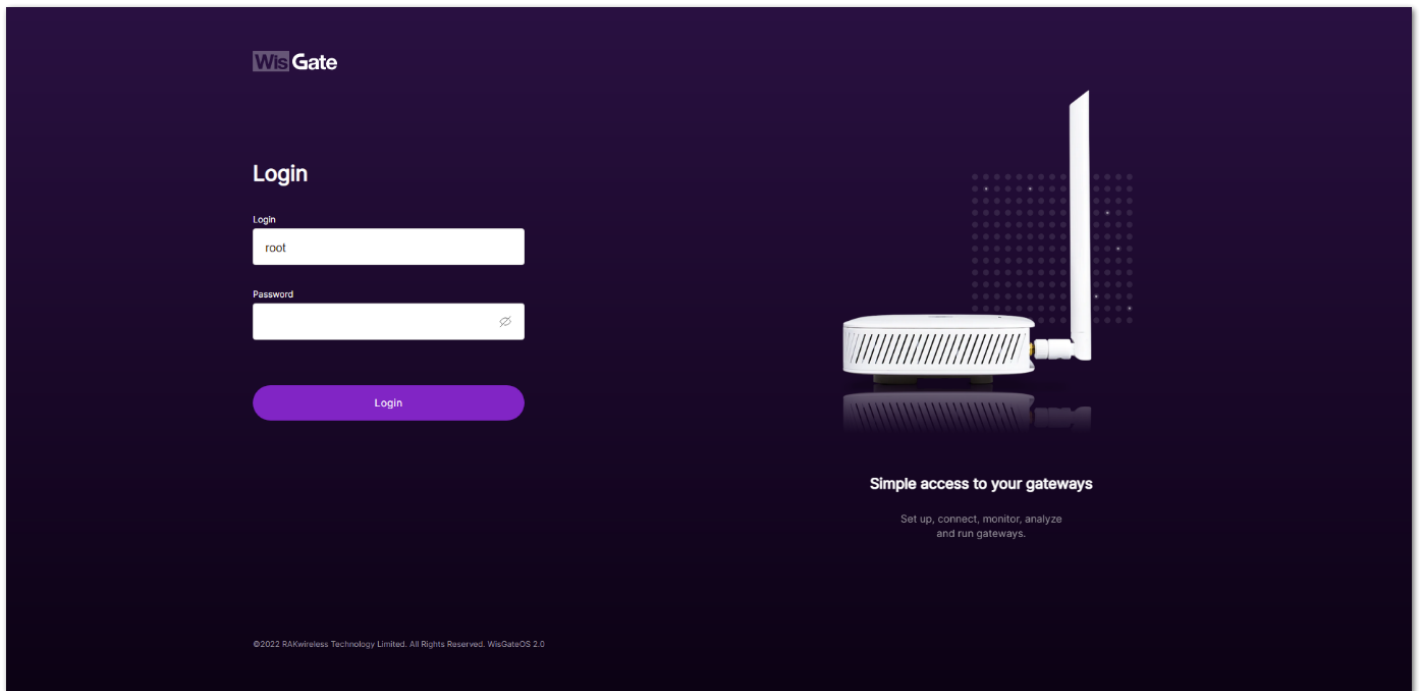 WisGate
Login
Login
root
Password
Login
Simple access to your gateways
Set up, connect, monitor, analyze
and run gateways.
©2022 RAKwireless Technology Limited. All Rights Reserved. WisGateOS 2.0